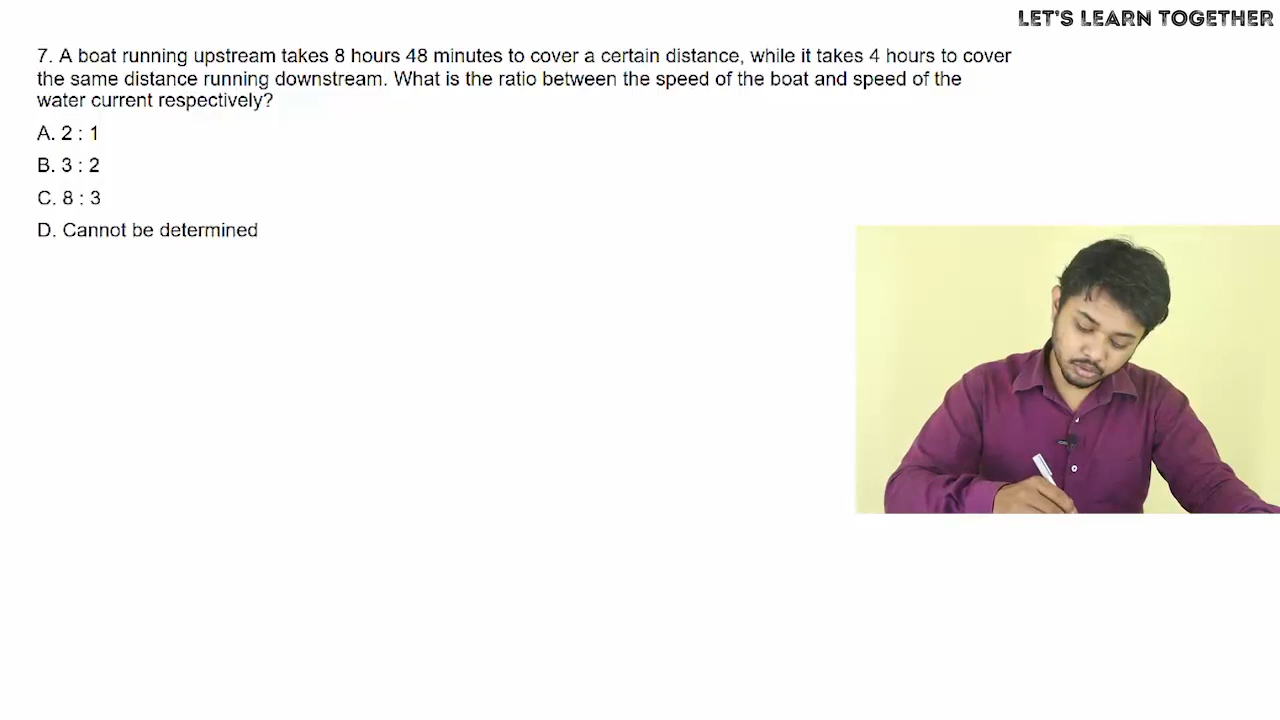 LET'S LEARN TOGETHER
7. A boat running upstream takes 8 hours 48 minutes to cover a certain distance, while it takes 4 hours to cover
the same distance running downstream. What is the ratio between the speed of the boat and speed of the
water current respectively?
A. 2 : 1
B. 3 : 2
C. 8 : 3
D. Cannot be determined